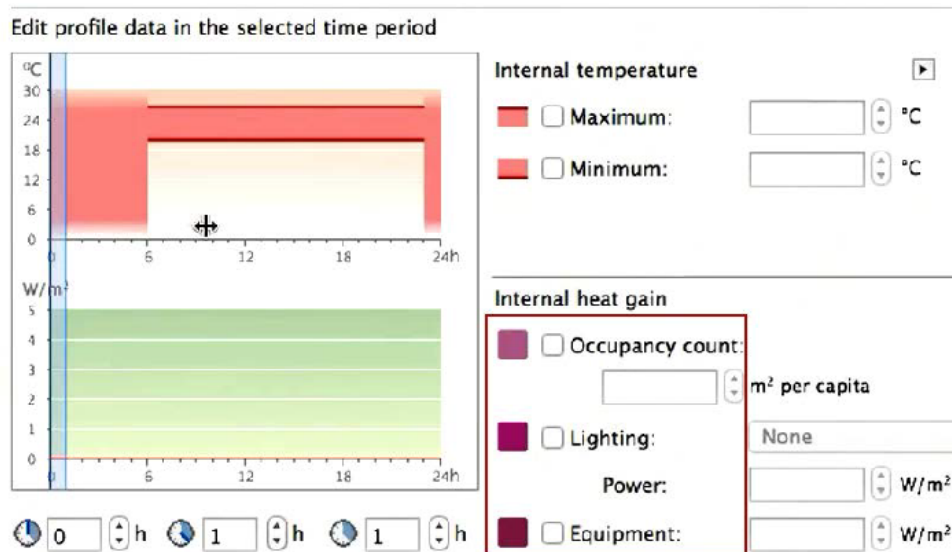 Edit profile data in the selected time period
°C
30
24
18
12
6
0
0 6 12 18 24h
W/m²
5
4
3
2
1
0
0 6 12 18 24h
0 h 1 h 1 h
Internal temperature
Maximum: °C
Minimum: °C
Internal heat gain
Occupancy count:
m² per capita
Lighting: None
Power: W/m²
Equipment: W/m²